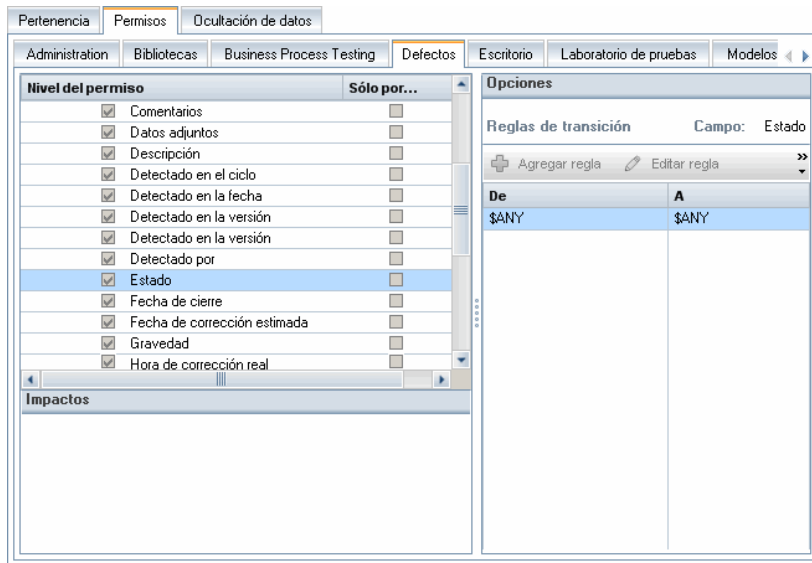 Pertenencia Permisos Ocultación de datos
Administration Bibliotecas Business Process Testing Defectos Escritorio Laboratorio de pruebas Modelos
Nivel del permiso Sólo por...
Comentarios
Datos adjuntos
Descripción
Detectado en el ciclo
Detectado en la fecha
Detectado en la versión
Detectado en la versión
Detectado por
Estado
Fecha de cierre
Fecha de corrección estimada
Gravedad
Hora de corrección real
Impactos
Opciones
Reglas de transición Campo: Estado
Agregar regla Editar regla »
De A
$ANY $ANY